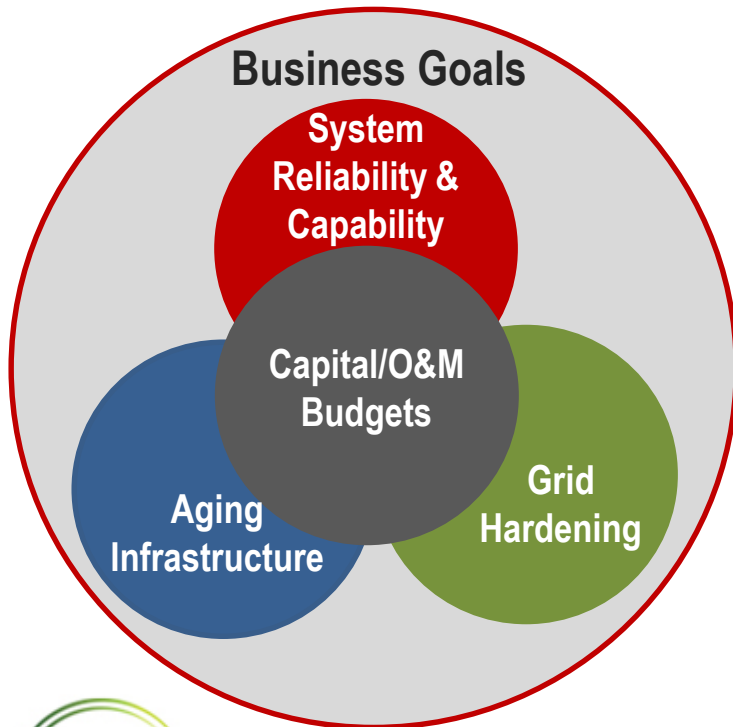 Business Goals
System
Reliability &
Capability
Capital/O&M
Budgets
Aging
Infrastructure
Grid
Hardening